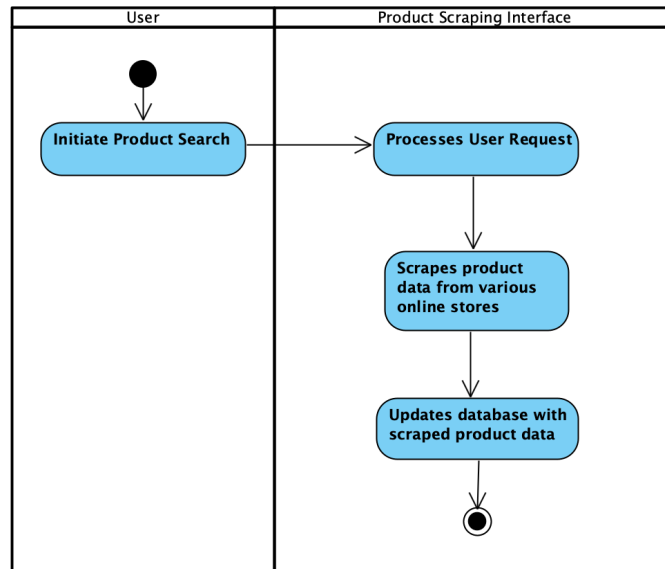 User
Product Scraping Interface
Initiate Product Search
Processes User Request
Scrapes product
data from various
online stores
Updates database with
scraped product data